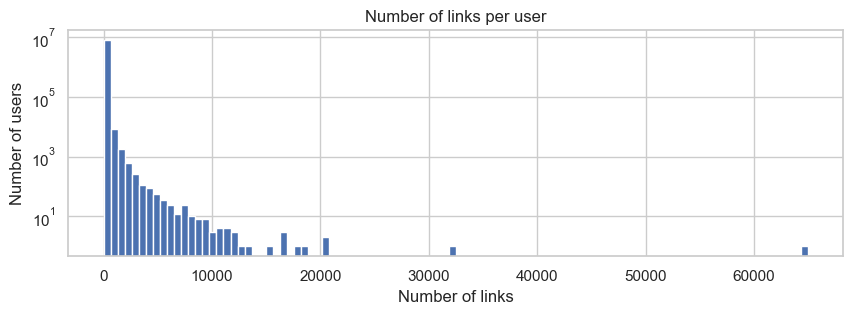 Number of links per user
Number of users
10^7
10^5
10^3
10^1
0 10000 20000 30000 40000 50000 60000
Number of links